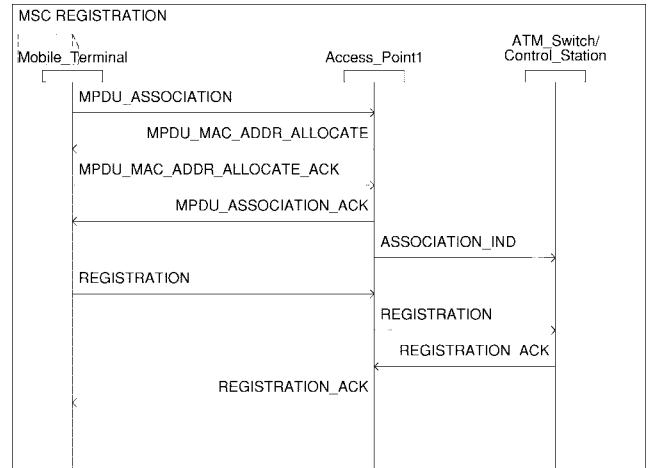 MSC REGISTRATION
Mobile_Terminal
Access_Point1
ATM_Switch/
Control_Station
MPDU_ASSOCIATION
MPDU_MAC_ADDR_ALLOCATE
MPDU_MAC_ADDR_ALLOCATE_ACK
MPDU_ASSOCIATION_ACK
ASSOCIATION_IND
REGISTRATION
REGISTRATION
REGISTRATION ACK
REGISTRATION_ACK